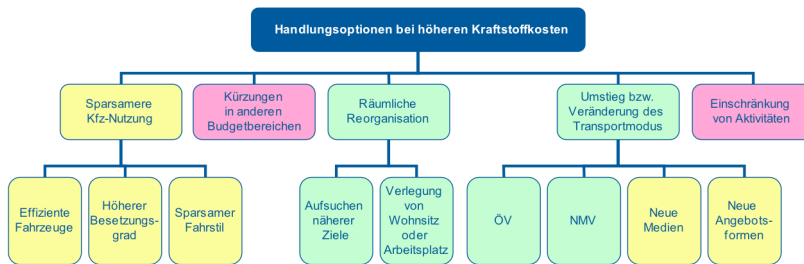 Handlungsoptionen bei höheren Kraftstoffkosten
Sparsamere
Kfz-Nutzung
Kürzungen
in anderen
Budgetbereichen
Räumliche
Reorganisation
Umstieg bzw.
Veränderung des
Transportmodus
Einschränkung
von Aktivitäten
Effiziente
Fahrzeuge
Höherer
Besetzungs-
grad
Sparsamer
Fahrstil
Aufsuchen
näherer
Ziele
Verlegung
von
Wohnsitz
oder
Arbeitsplatz
ÖV
NMV
Neue
Medien
Neue
Angebots-
formen